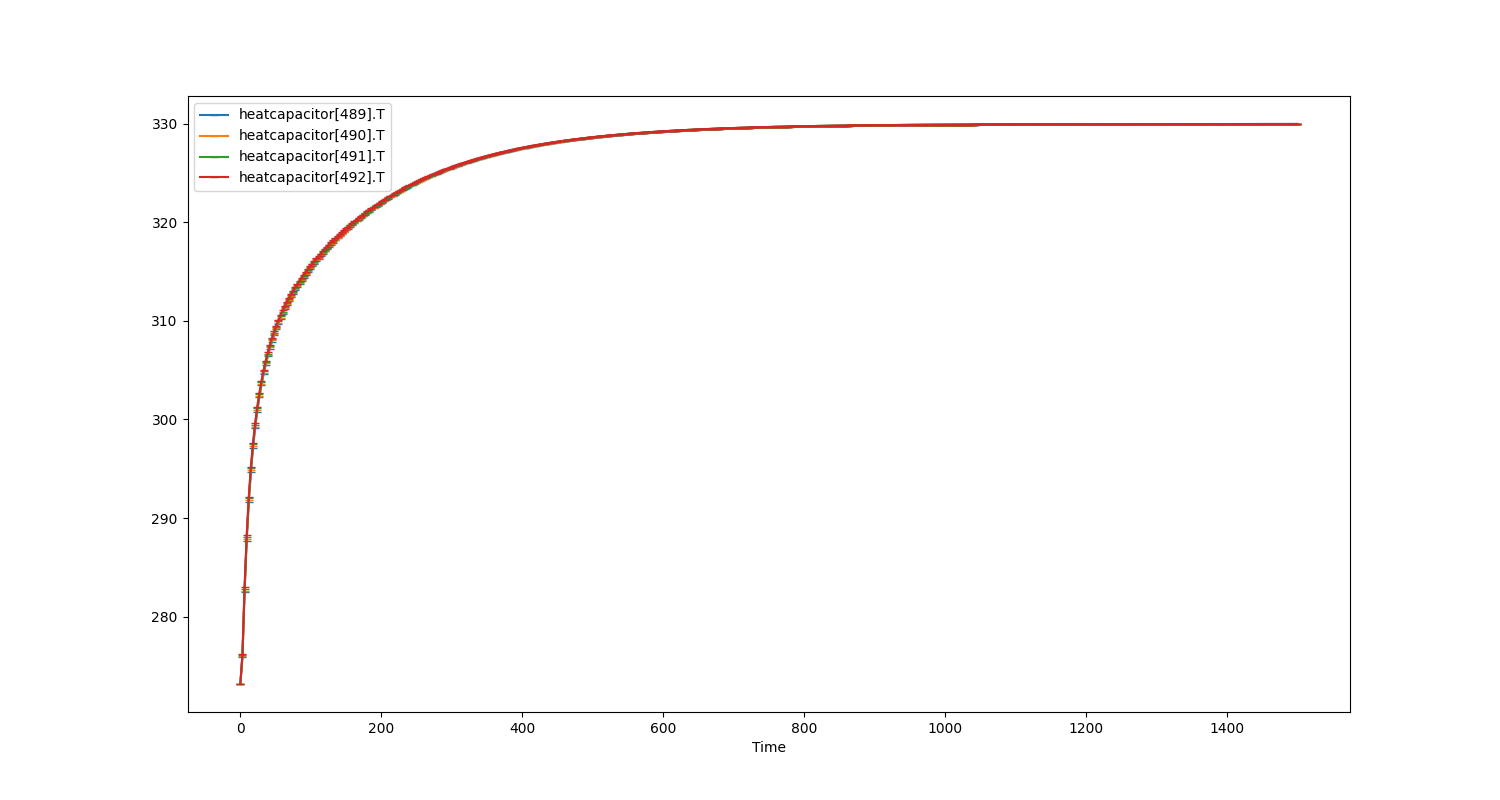 heatcapacitor[489].T
heatcapacitor[490].T
heatcapacitor[491].T
heatcapacitor[492].T
330
320
310
300
290
280
0 200 400 600 800 1000 1200 1400
Time